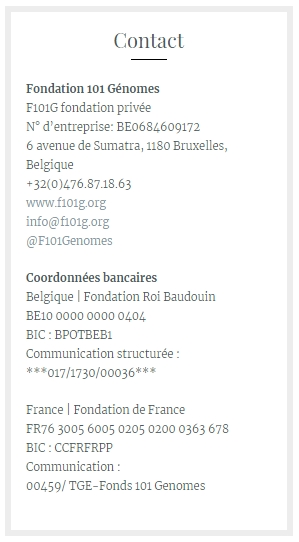 Contact
Fondation 101 Génomes
F101G fondation privée
N° d'entreprise: BE0684609172
6 avenue de Sumatra, 1180 Bruxelles,
Belgique
+32(0)476.87.18.63
www.f101g.org
info@f101g.org
@F101Genomes
Coordonnées bancaires
Belgique | Fondation Roi Baudouin
BE10 0000 0000 0404
BIC : BPOTBEB1
Communication structurée :
***017/1730/00036***
France | Fondation de France
FR76 3005 6005 0205 0200 0363 678
BIC : CCFRFRPP
Communication :
00459/ TGE-Fonds 101 Genomes